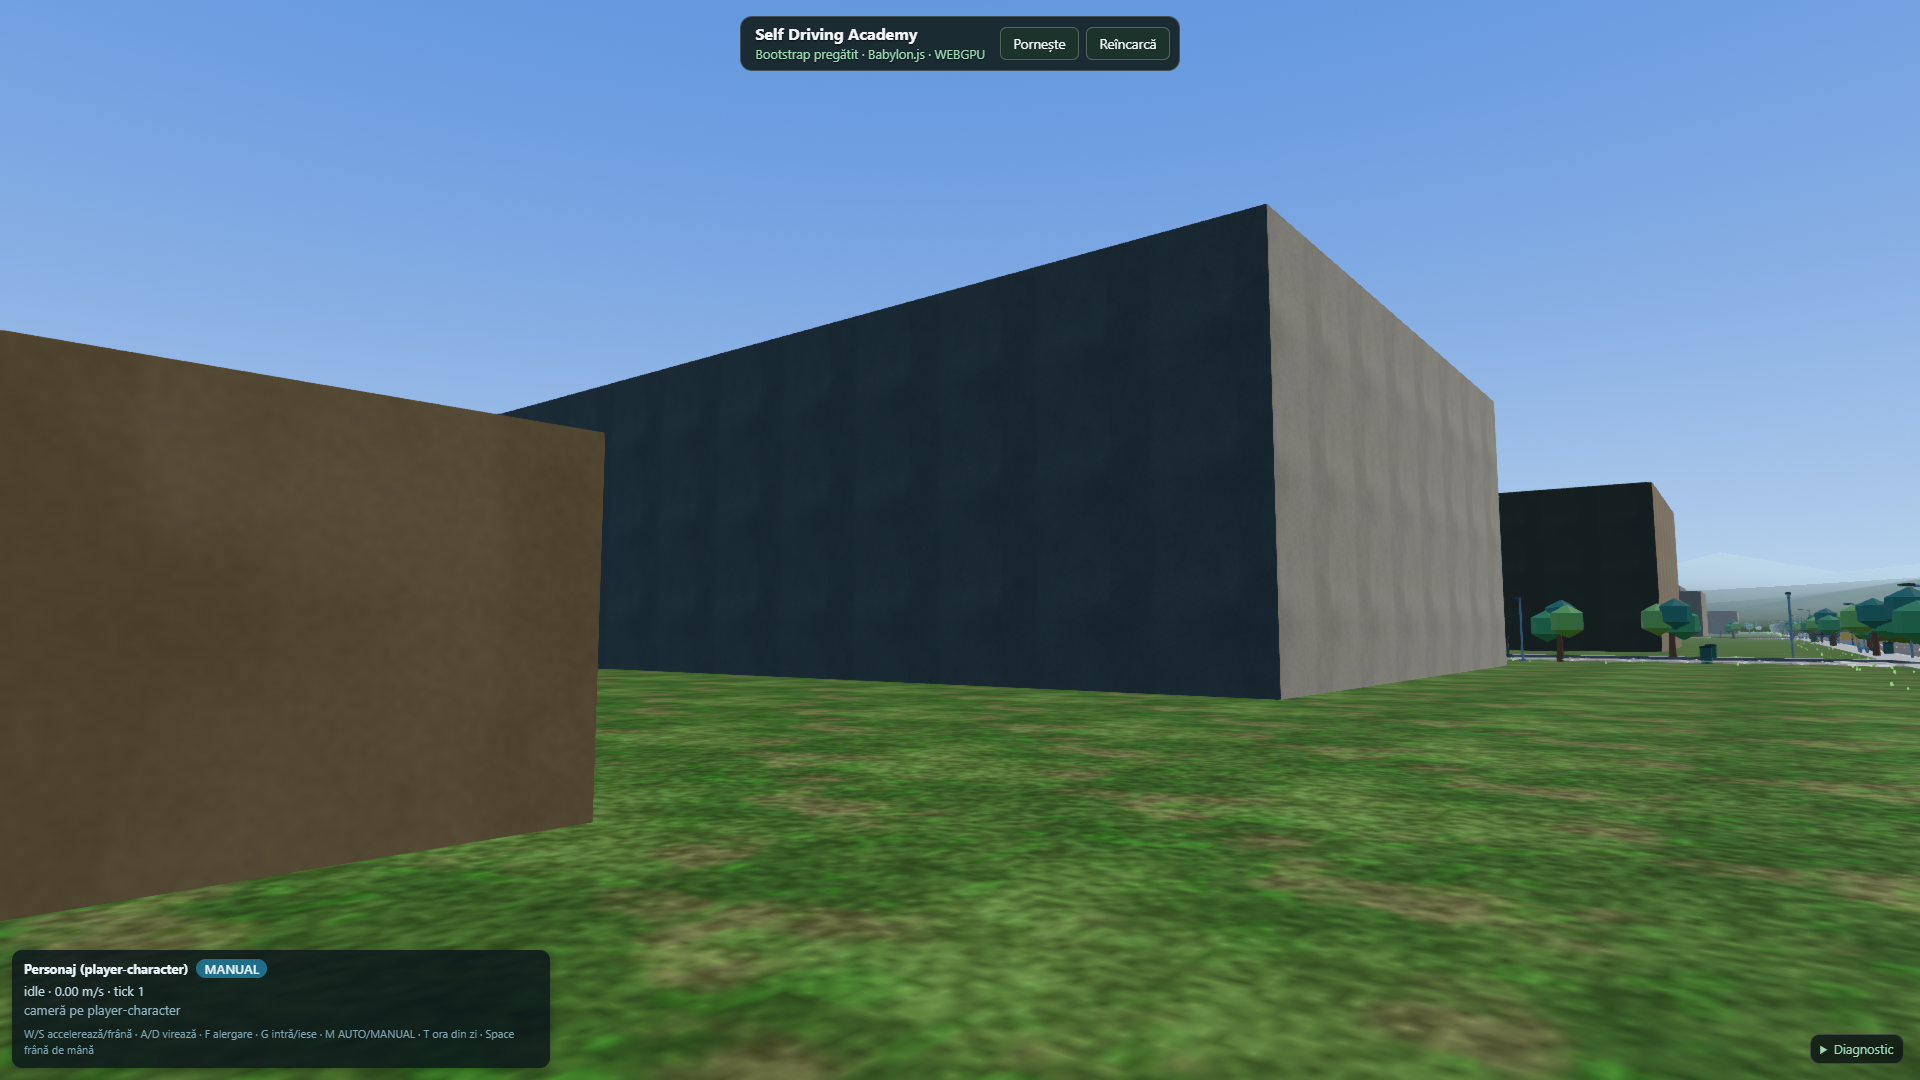 Self Driving Academy
Bootstrap pregătit · Babylon.js · WEBGPU
Pornește
Reîncarcă
Personaj (player-character) MANUAL
idle · 0.00 m/s · tick 1
cameră pe player-character
W/S accelerează/frână · A/D virează · F alergare · G intră/iese · M AUTO/MANUAL · T ora din zi · Space
frână de mână
Diagnostic